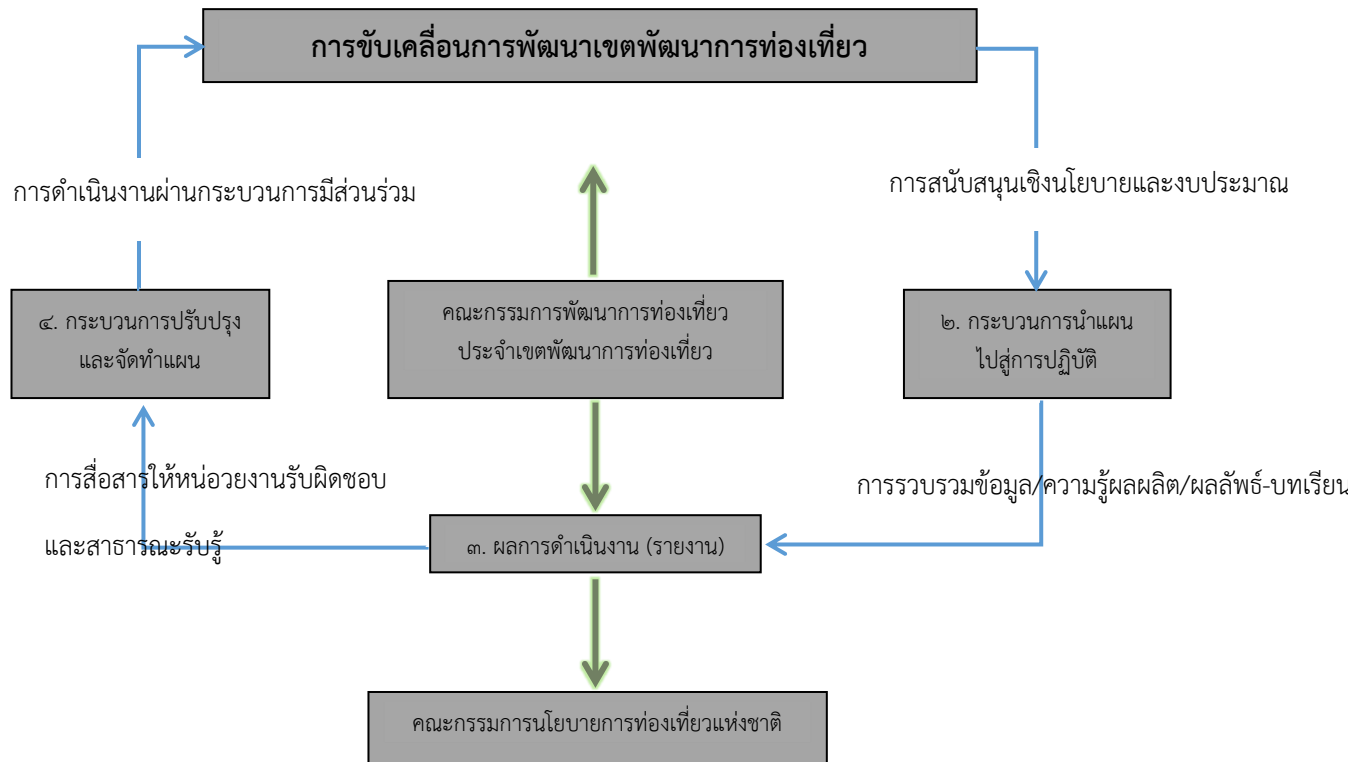 การขับเคลื่อนการพัฒนาเขตพัฒนาการท่องเที่ยว
การดำเนินงานผ่านกระบวนการมีส่วนร่วม
การสนับสนุนเชิงนโยบายและงบประมาณ
๔. กระบวนการปรับปรุง
และจัดทำแผน
คณะกรรมการพัฒนาการท่องเที่ยว
ประจำเขตพัฒนาการท่องเที่ยว
๒. กระบวนการนำแผน
ไปสู่การปฏิบัติ
การสื่อสารให้หน่อวยงานรับผิดชอบ
และสาธารณะรับรู้
การรวบรวมข้อมูล/ความรู้ผลผลิต/ผลลัพธ์-บทเรียน
๓. ผลการดำเนินงาน (รายงาน)
คณะกรรมการนโยบายการท่องเที่ยวแห่งชาติ